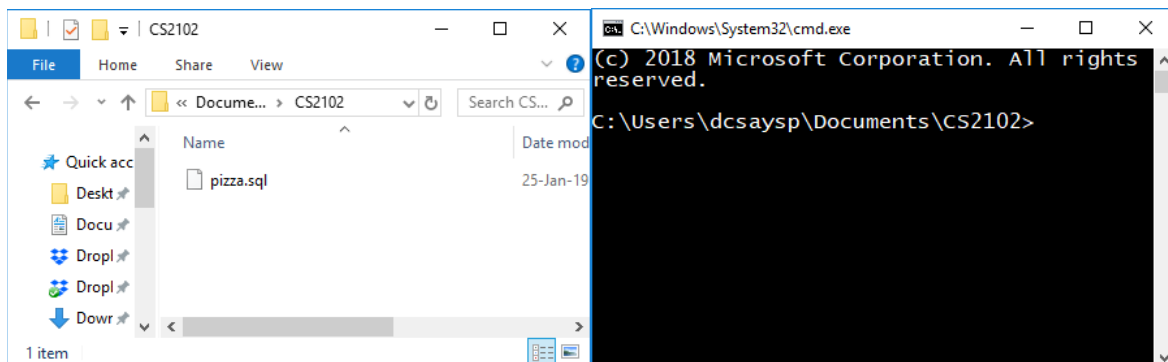 CS2102
File Home Share View
« Docume... > CS2102
Search CS...
Name Date mod
Quick acc
Deskt
Docu
Dropl
Dropl
Dowr
pizza.sql 25-Jan-19
1 item
C:\Windows\System32\cmd.exe
(c) 2018 Microsoft Corporation. All rights
reserved.
C:\Users\dcsaysp\Documents\CS2102>